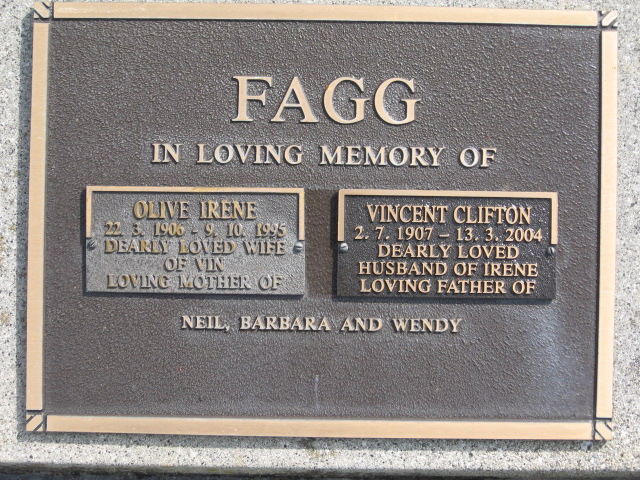 FAGG
IN LOVING MEMORY OF
OLIVE IRENE
22. 3. 1906 - 9. 10. 1995
DEARLY LOVED WIFE
OF VIN
LOVING MOTHER OF
VINCENT CLIFTON
2. 7. 1907 - 13. 3. 2004
DEARLY LOVED
HUSBAND OF IRENE
LOVING FATHER OF
NEIL, BARBARA AND WENDY